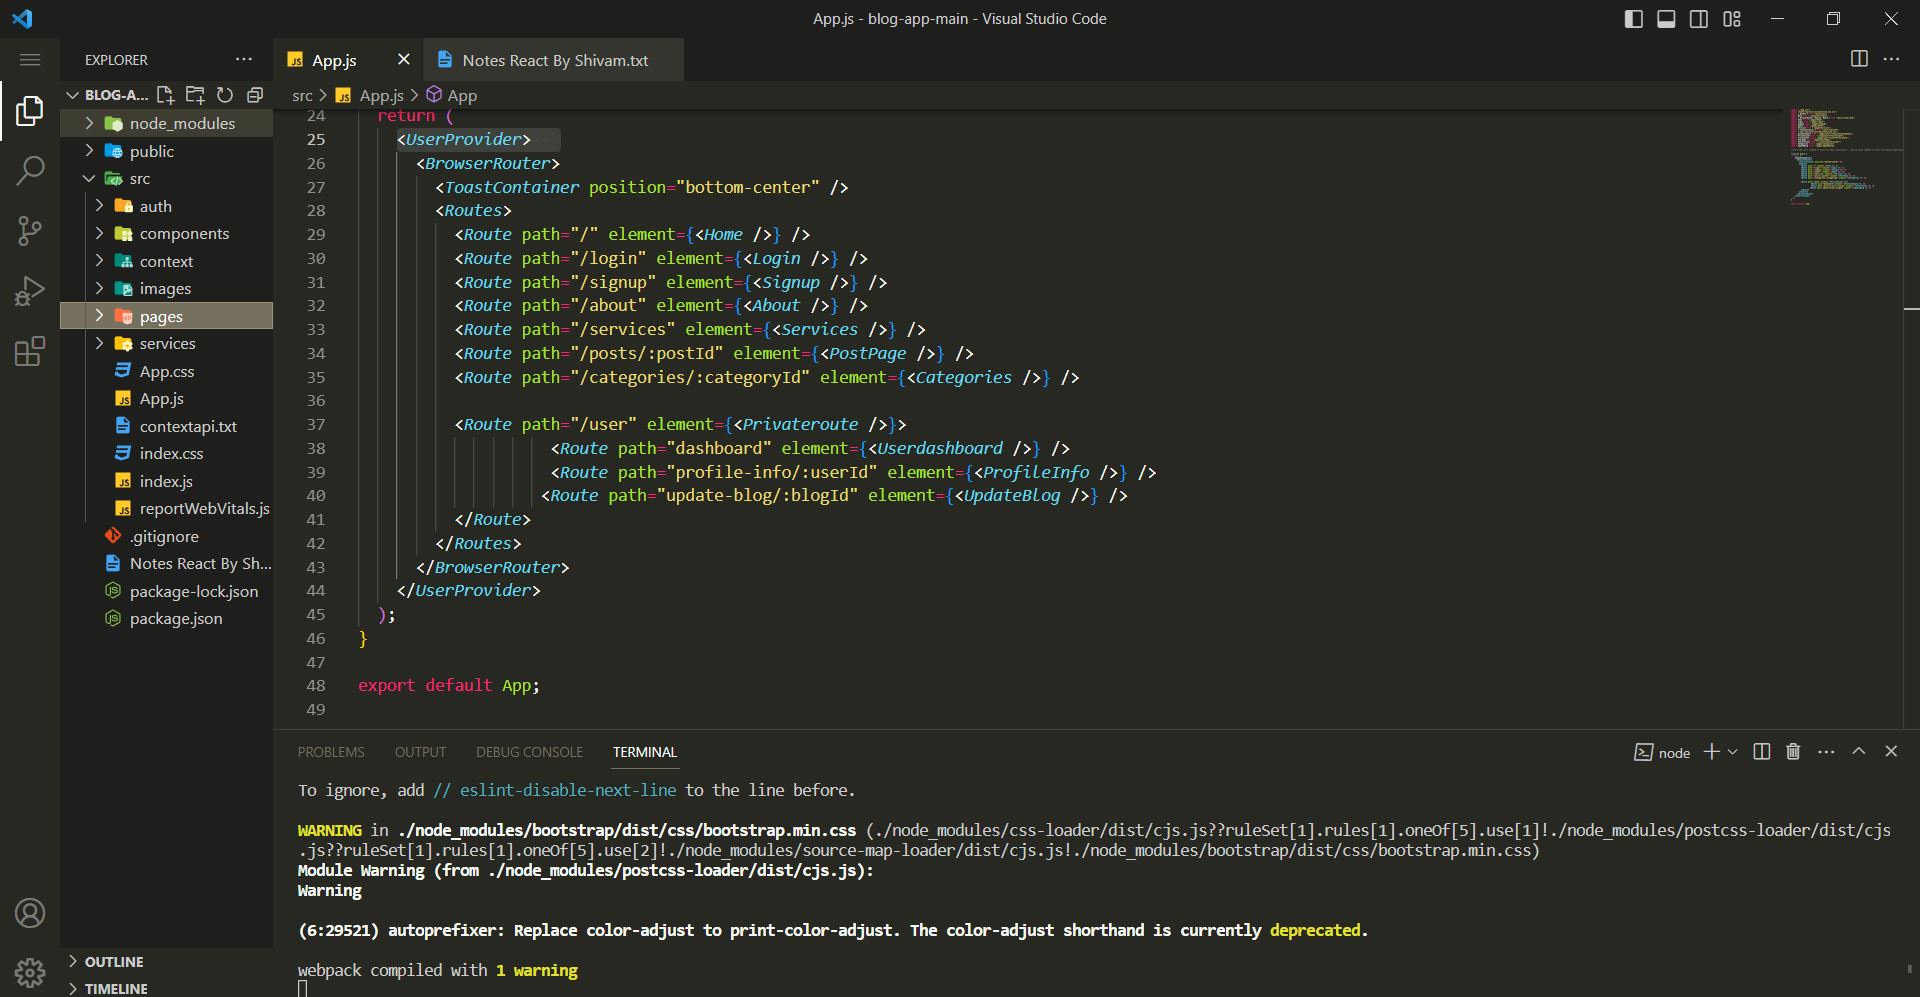 App.js - blog-app-main - Visual Studio Code
EXPLORER
App.js
Notes React By Shivam.txt
BLOG-A...
src > App.js > App
node_modules
public
src
auth
components
context
images
pages
services
App.css
App.js
contextapi.txt
index.css
index.js
reportWebVitals.js
.gitignore
Notes React By Sh...
package-lock.json
package.json
OUTLINE
TIMELINE
24 return (
25 <UserProvider>
26 <BrowserRouter>
27 <ToastContainer position="bottom-center" />
28 <Routes>
29 <Route path="/" element={<Home />} />
30 <Route path="/login" element={<Login />} />
31 <Route path="/signup" element={<Signup />} />
32 <Route path="/about" element={<About />} />
33 <Route path="/services" element={<Services />} />
34 <Route path="/posts/:postId" element={<PostPage />} />
35 <Route path="/categories/:categoryId" element={<Categories />} />
36
37 <Route path="/user" element={<Privateroute />}>
38 <Route path="dashboard" element={<Userdashboard />} />
39 <Route path="profile-info/:userId" element={<ProfileInfo />} />
40 <Route path="update-blog/:blogId" element={<UpdateBlog />} />
41 </Route>
42 </Routes>
43 </BrowserRouter>
44 </UserProvider>
45 );
46 }
47
48 export default App;
49
PROBLEMS OUTPUT DEBUG CONSOLE TERMINAL
node
To ignore, add // eslint-disable-next-line to the line before.
WARNING in ./node_modules/bootstrap/dist/css/bootstrap.min.css (./node_modules/css-loader/dist/cjs.js??ruleSet[1].rules[1].oneOf[5].use[1]!./node_modules/postcss-loader/dist/cjs
.js??ruleSet[1].rules[1].oneOf[5].use[2]!./node_modules/source-map-loader/dist/cjs.js!./node_modules/bootstrap/dist/css/bootstrap.min.css)
Module Warning (from ./node_modules/postcss-loader/dist/cjs.js):
Warning
(6:29521) autoprefixer: Replace color-adjust to print-color-adjust. The color-adjust shorthand is currently deprecated.
webpack compiled with 1 warning